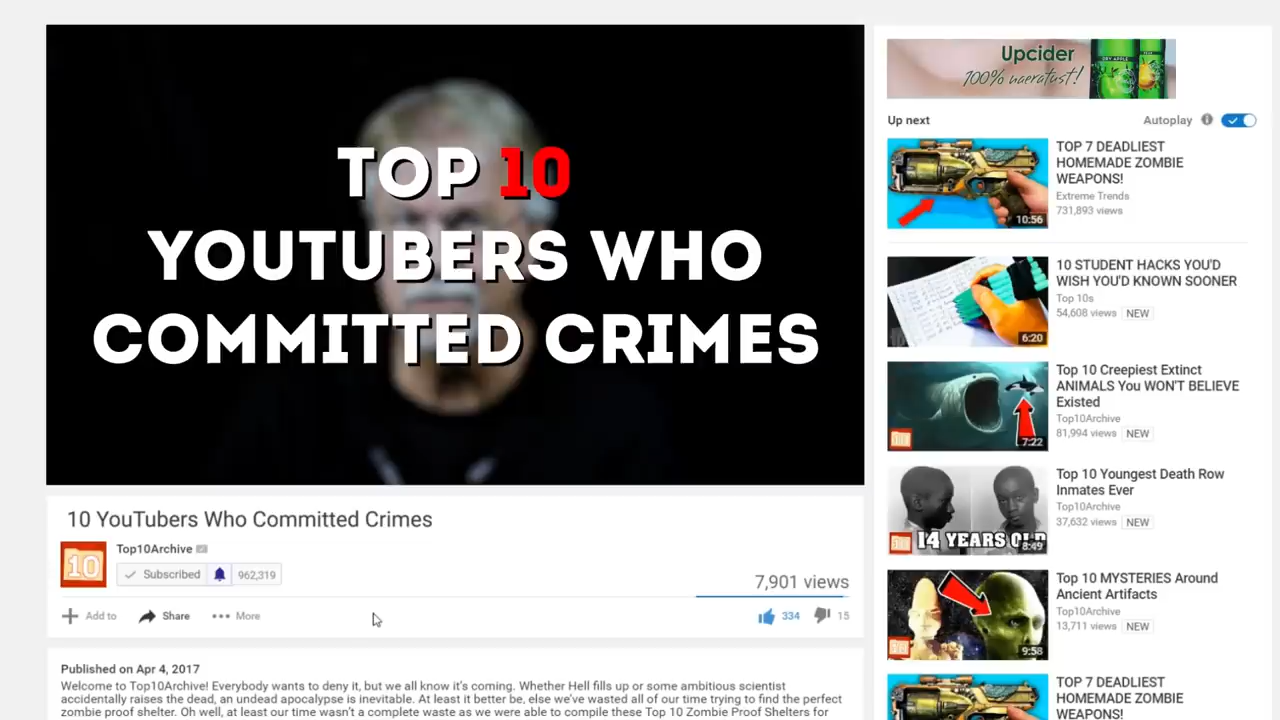 TOP 10
YOUTUBERS WHO
COMMITTED CRIMES
10 YouTubers Who Committed Crimes
Top10Archive
Subscribed 962,319
7,901 views
Add to Share More 334 15
Published on Apr 4, 2017
Welcome to Top10Archive! Everybody wants to deny it, but we all know it's coming. Whether Hell fills up or some ambitious scientist
accidentally raises the dead, an undead apocalypse is inevitable. At least it better be, else we've wasted all of our time trying to find the perfect
zombie proof shelter. Oh well, at least our time wasn't a complete waste as we were able to compile these Top 10 Zombie Proof Shelters for
Upcider
100% naeratust!
DRY APPLE
Up next Autoplay
10:56
TOP 7 DEADLIEST
HOMEMADE ZOMBIE
WEAPONS!
Extreme Trends
731,893 views
6:20
10 STUDENT HACKS YOU'D
WISH YOU'D KNOWN SOONER
Top 10s
54,608 views NEW
7:22
Top 10 Creepiest Extinct
ANIMALS You WON'T BELIEVE
Existed
Top10Archive
81,994 views NEW
14 YEARS OLD
8:49
Top 10 Youngest Death Row
Inmates Ever
Top10Archive
37,632 views NEW
9:58
Top 10 MYSTERIES Around
Ancient Artifacts
Top10Archive
13,711 views NEW
TOP 7 DEADLIEST
HOMEMADE ZOMBIE
WEAPONS!